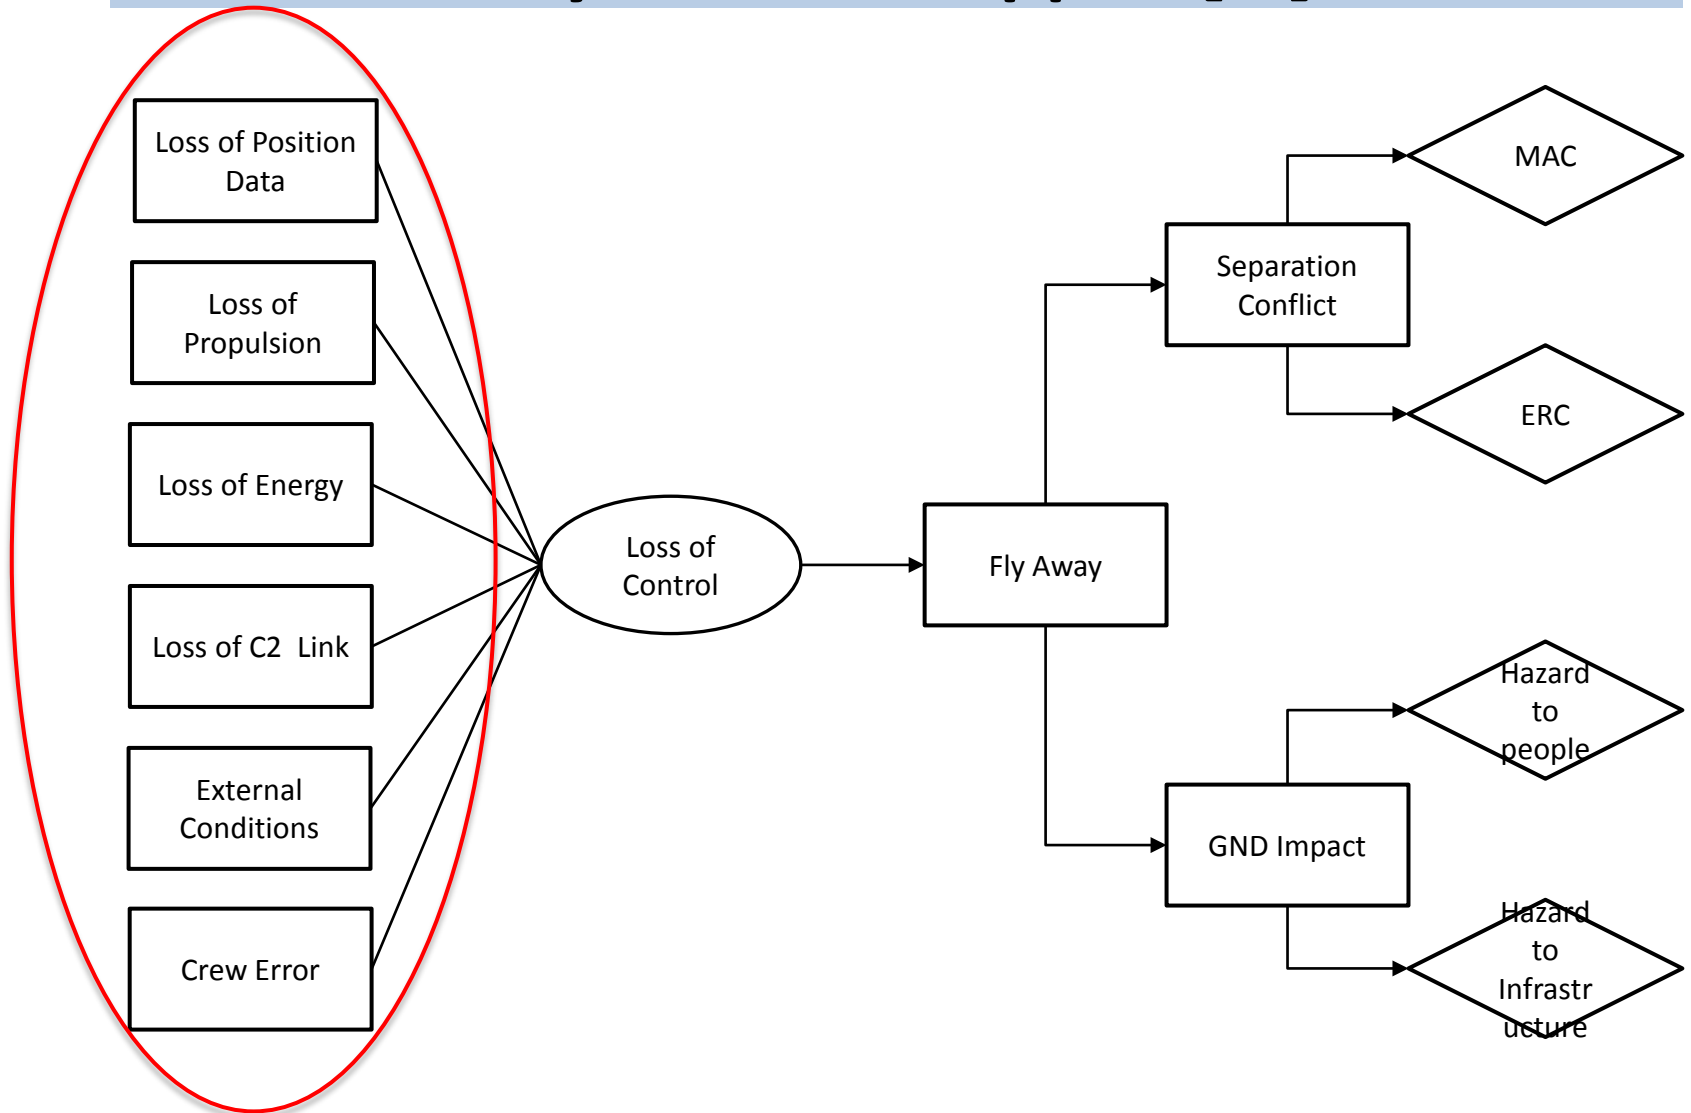 Loss of Position
Data
Loss of
Propulsion
Loss of Energy
Loss of C2  Link
External
Conditions
Crew Error
Loss of
Control
Fly Away
Separation
Conflict
GND Impact
MAC
ERC
Hazard
to
people
Hazard
to
Infrastr
ucture